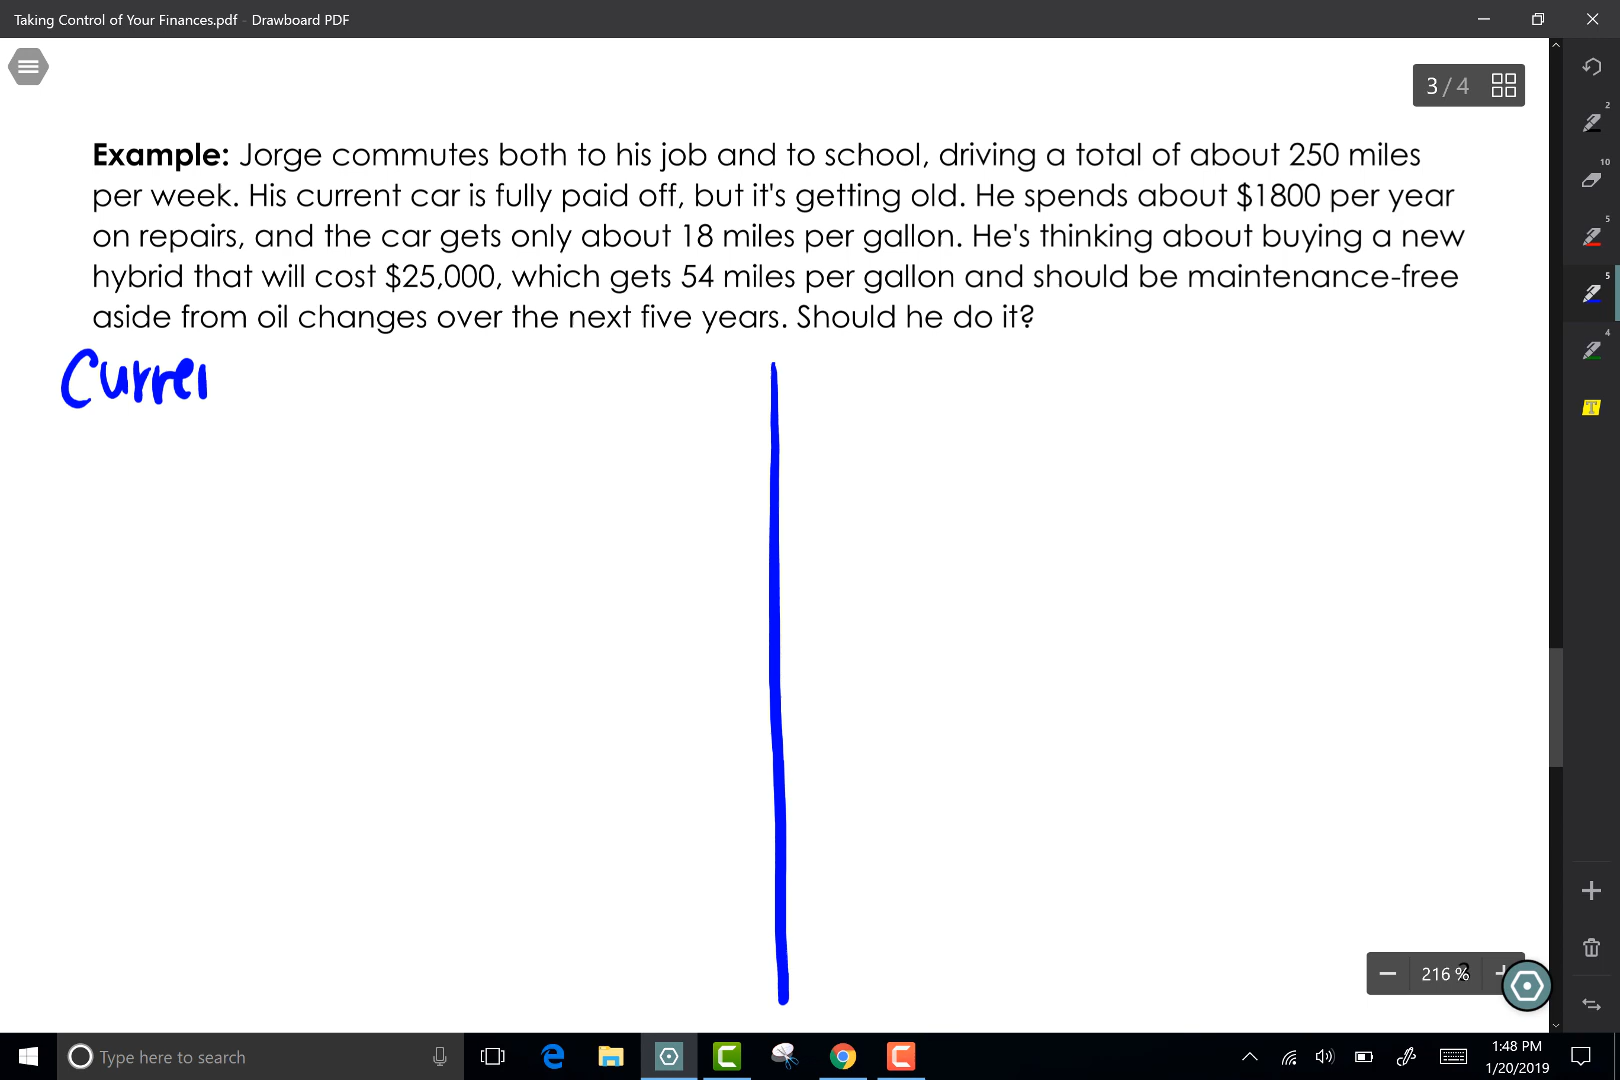 Taking Control of Your Finances.pdf - Drawboard PDF
3 / 4
Example: Jorge commutes both to his job and to school, driving a total of about 250 miles
per week. His current car is fully paid off, but it's getting old. He spends about $1800 per year
on repairs, and the car gets only about 18 miles per gallon. He's thinking about buying a new
hybrid that will cost $25,000, which gets 54 miles per gallon and should be maintenance-free
aside from oil changes over the next five years. Should he do it?
2
10
5
5
4
T
216 %
Type here to search
1:48 PM
1/20/2019